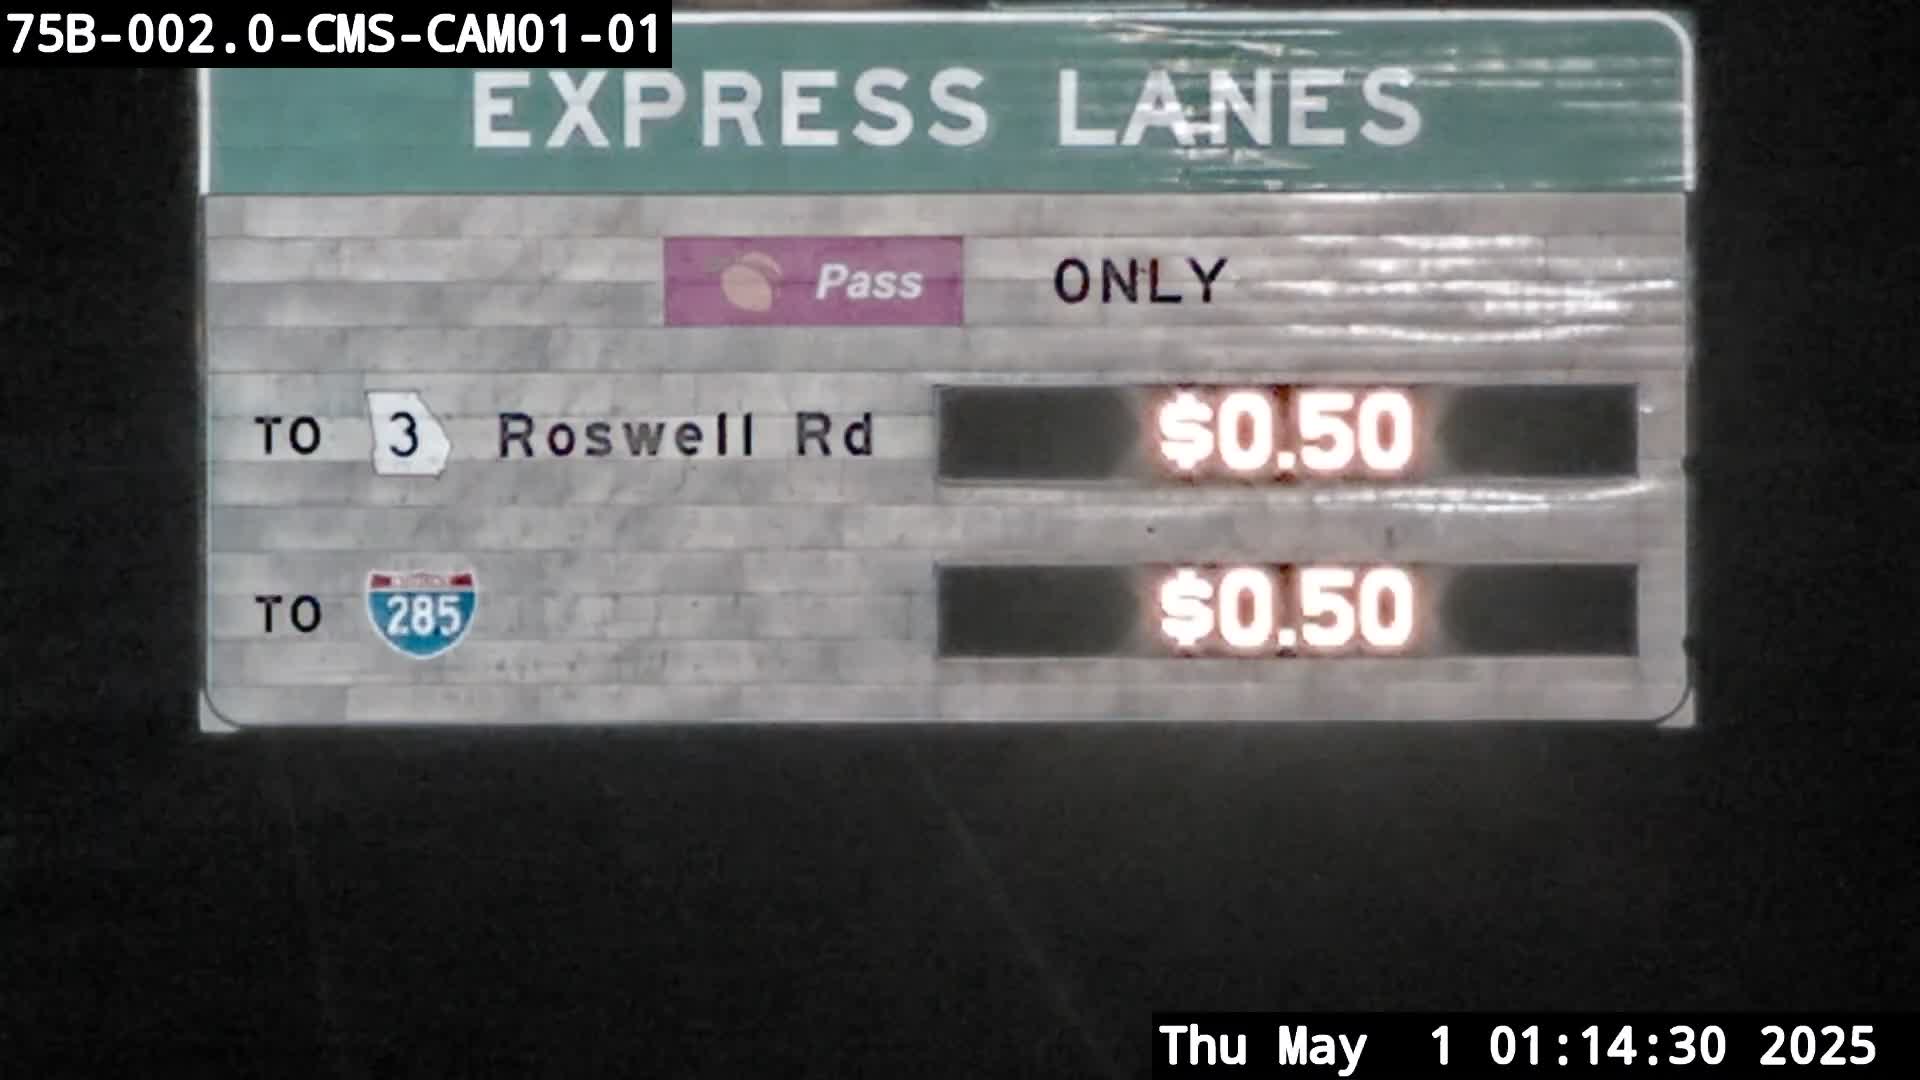 75B-002.0-CMS-CAM01-01
EXPRESS LANES
Pass ONLY
TO 3 Roswell Rd $0.50
TO 285 $0.50
Thu May 1 01:14:30 2025